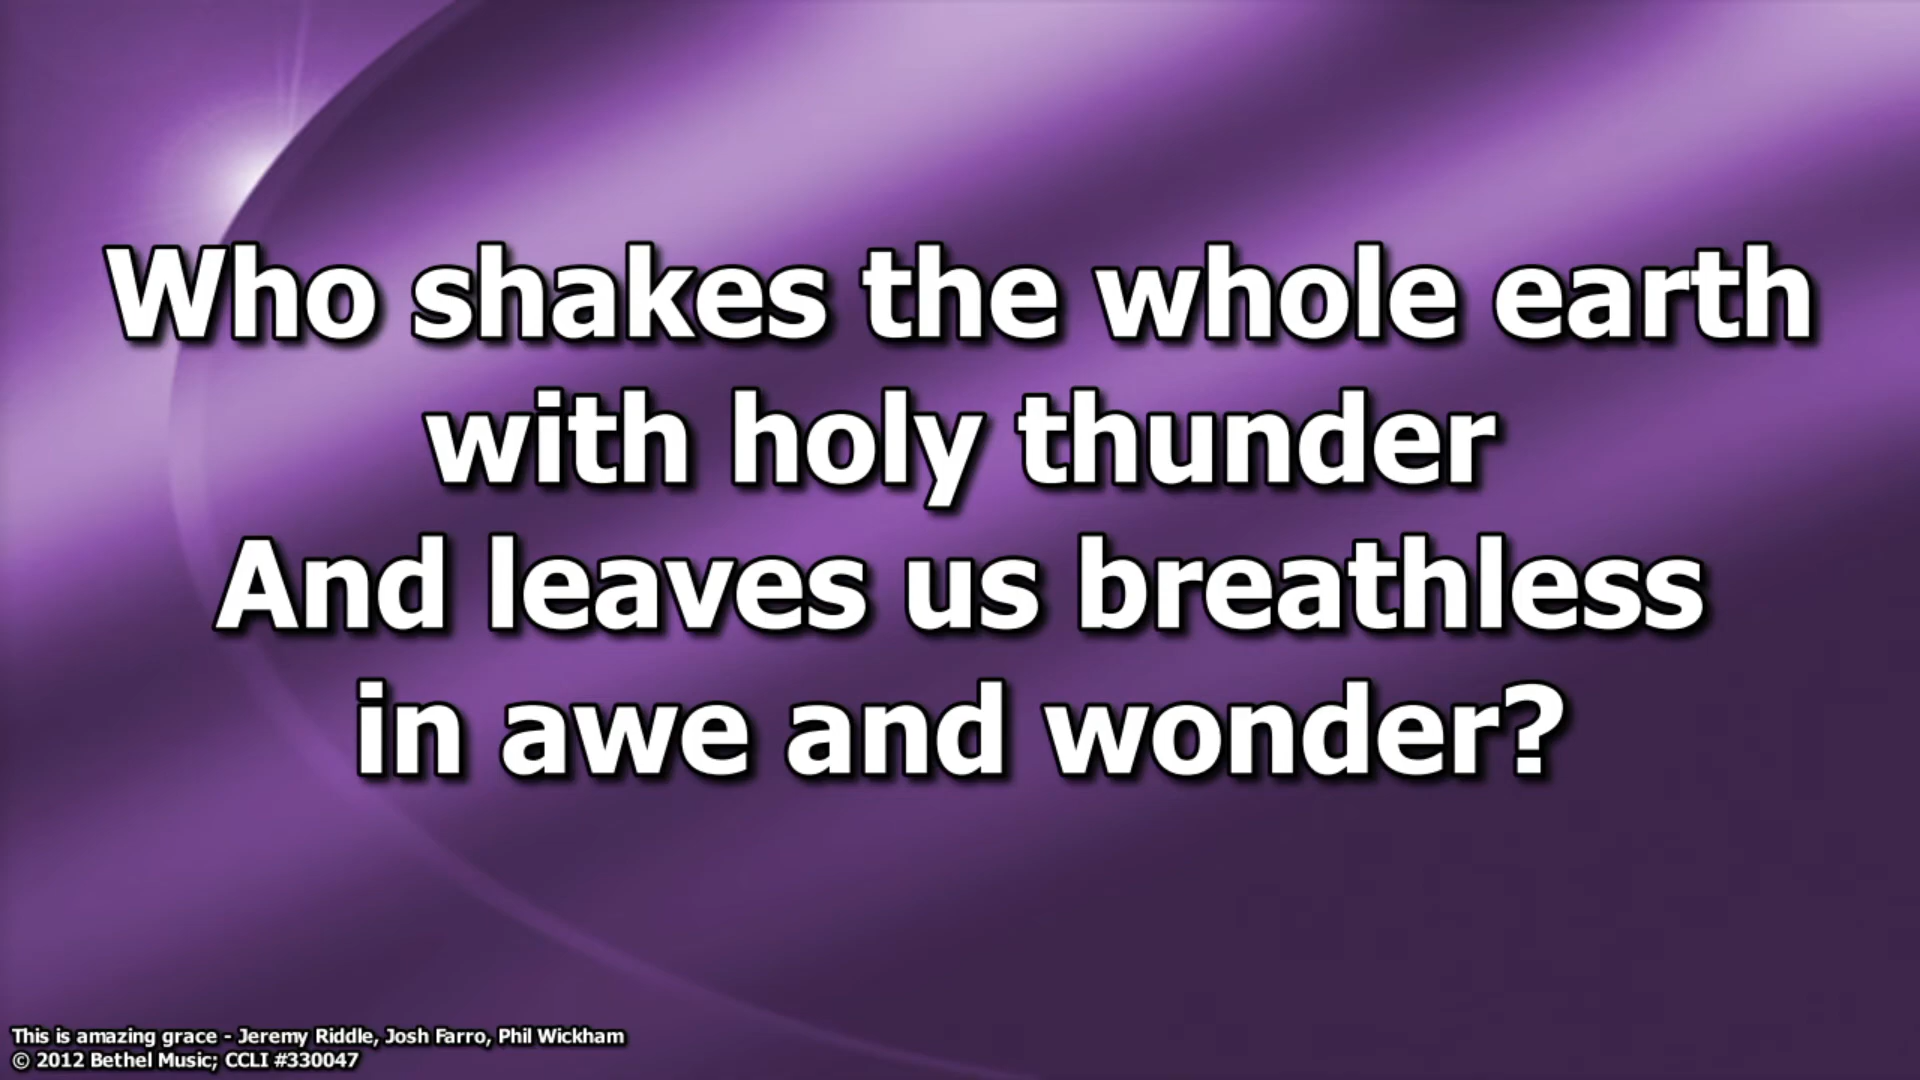 Who shakes the whole earth
with holy thunder
And leaves us breathless
in awe and wonder?
This is amazing grace - Jeremy Riddle, Josh Farro, Phil Wickham
© 2012 Bethel Music; CCLI #330047